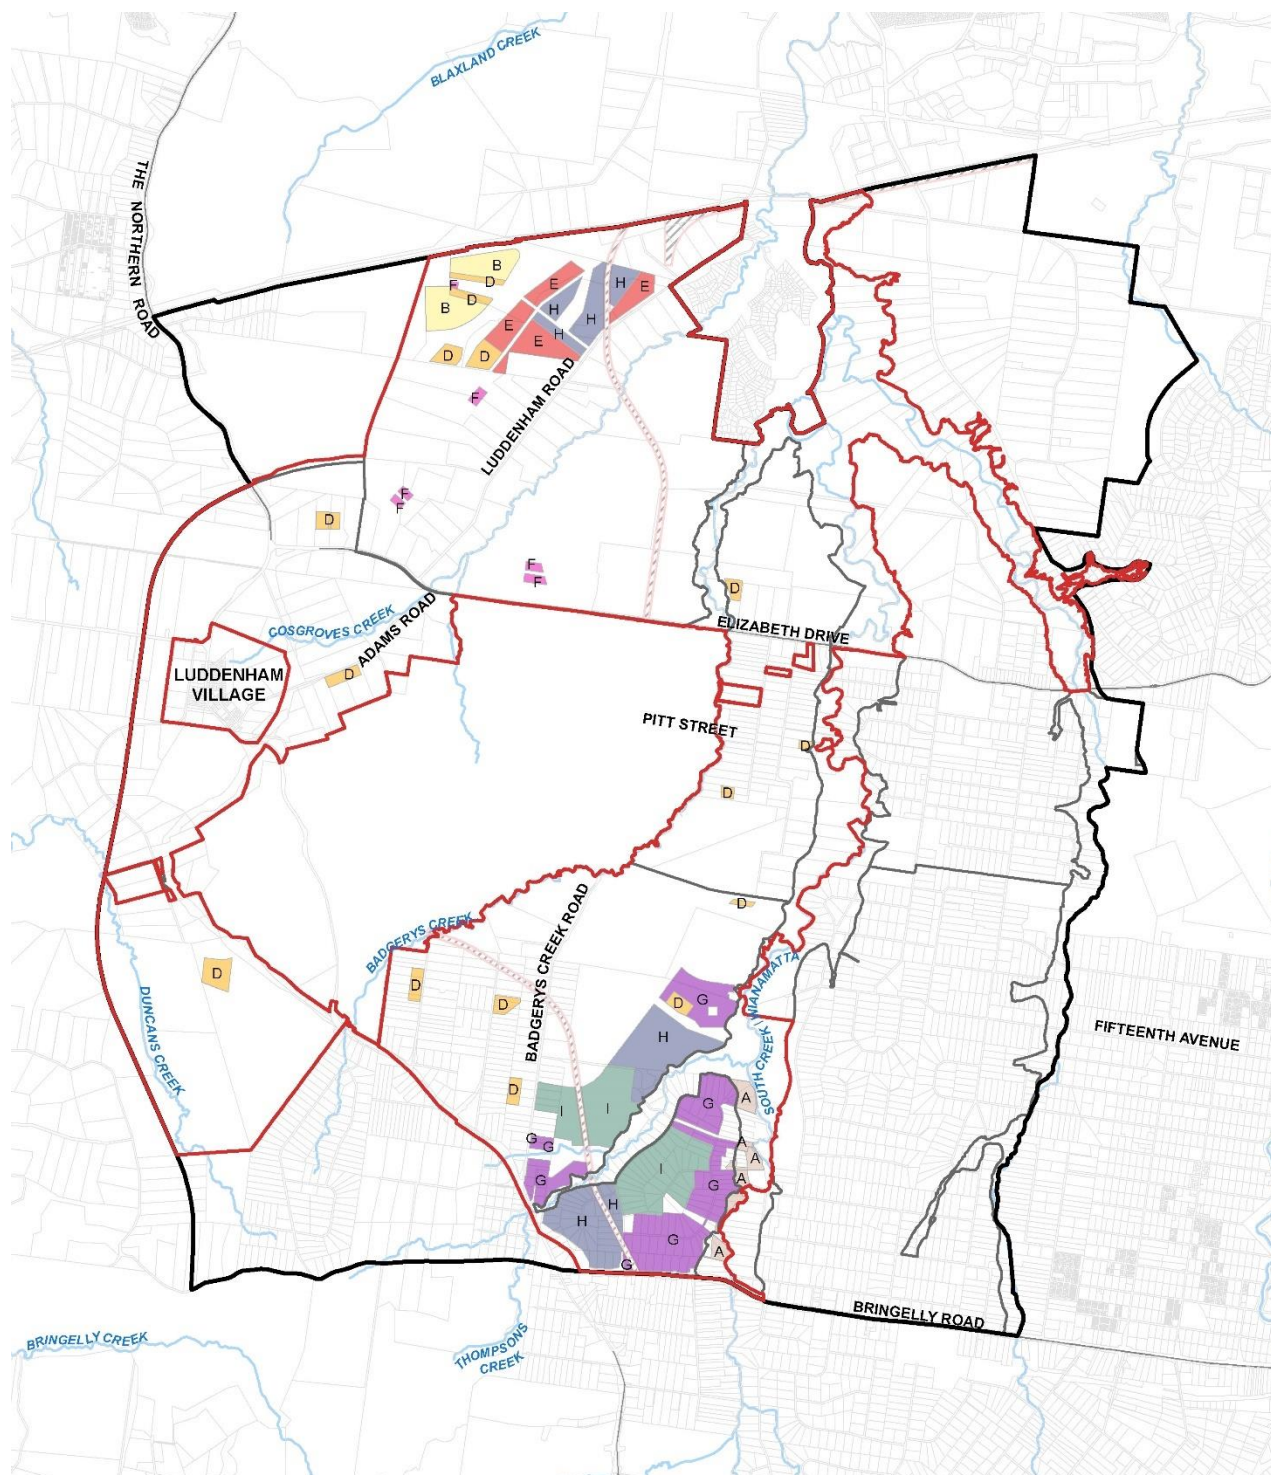 BLAXLAND CREEK
THE NORTHERN ROAD
B
D
F
D
B
E
H
E
H
H
E
H
E
D
D
F
LUDDENHAM ROAD
F
F
D
F
F
D
ELIZABETH DRIVE
COSGROVES CREEK
ADAMS ROAD
LUDDENHAM
VILLAGE
D
PITT STREET
D
D
D
BADGERYS CREEK
BADGERYS CREEK ROAD
SOUTH CREEK / WIANAMATTA
D
D
D
DUNCANS CREEK
D
G
H
FIFTEENTH AVENUE
D
I
I
G
A
G
G
A
A
I
G
A
G
H
H
G
A
G
BRINGELLY ROAD
BRINGELLY CREEK
THOMPSONS
CREEK